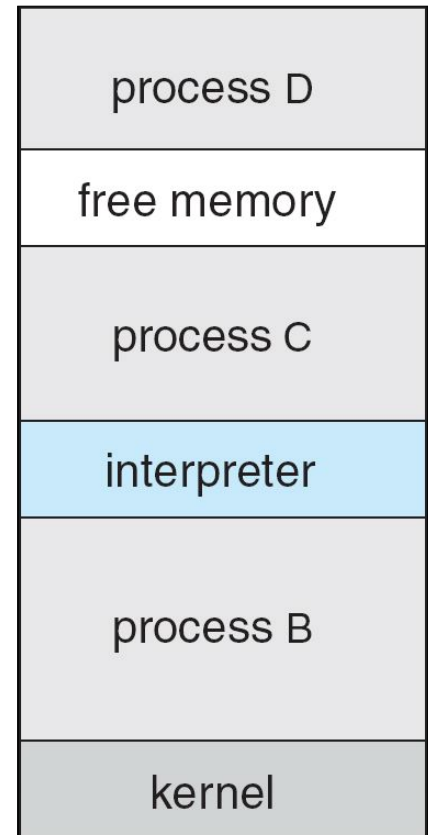 process D
free memory
process C
interpreter
process B
kernel